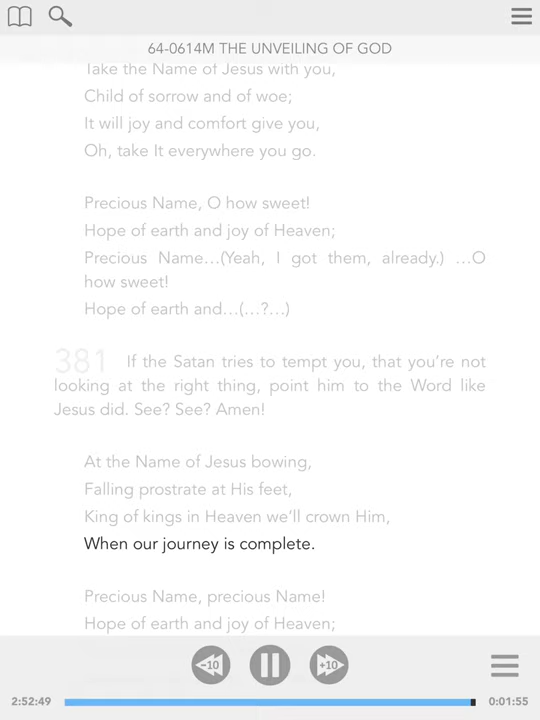 64-0614M THE UNVEILING OF GOD
Take the Name of Jesus with you,
Child of sorrow and of woe;
It will joy and comfort give you,
Oh, take It everywhere you go.
Precious Name, O how sweet!
Hope of earth and joy of Heaven;
Precious Name…(Yeah, I got them, already.) …O
how sweet!
Hope of earth and…(…?…)
381 If the Satan tries to tempt you, that you’re not
looking at the right thing, point him to the Word like
Jesus did. See? See? Amen!
At the Name of Jesus bowing,
Falling prostrate at His feet,
King of kings in Heaven we’ll crown Him,
When our journey is complete.
Precious Name, precious Name!
Hope of earth and joy of Heaven;
-10 +10
2:52:49 0:01:55